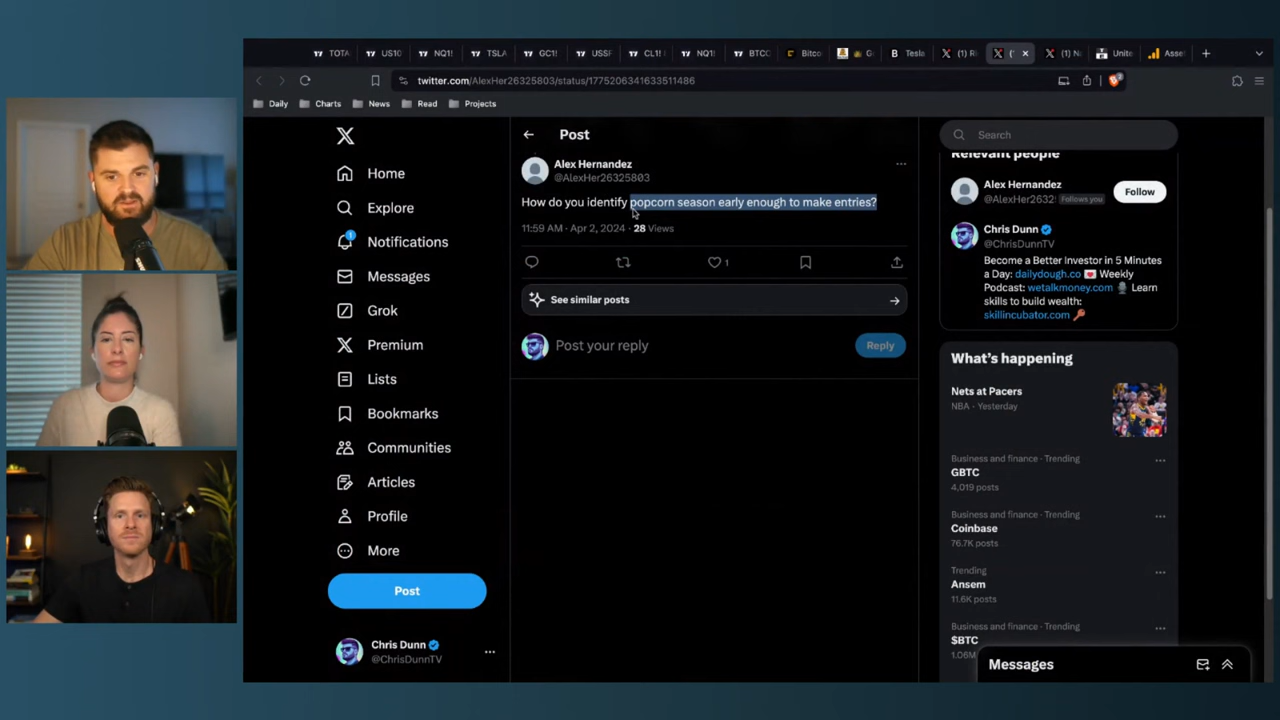 TOTA
US10
NQ1!
TSLA
GC1!
USSF
CL1!
NQ1!
BTCC
Bitco
G
Tesla
(1) R
('
(1) N
Unite
Asse
twitter.com/AlexHer26325803/status/1775206341633511486
Daily
Charts
News
Read
Projects
Home
Explore
1
Notifications
Messages
Grok
Premium
Lists
Bookmarks
Communities
Articles
Profile
More
Post
Chris Dunn
@ChrisDunnTV
Post
Alex Hernandez
@AlexHer26325803
How do you identify popcorn season early enough to make entries?
11:59 AM · Apr 2, 2024 · 28 Views
1
See similar posts
Post your reply
Reply
Search
Relevant people
Alex Hernandez
@AlexHer2632 Follows you
Follow
Chris Dunn
@ChrisDunnTV
Become a Better Investor in 5 Minutes
a Day: dailydough.co 💌 Weekly
Podcast: wetalkmoney.com 🎙️ Learn
skills to build wealth:
skillincubator.com 🔑
What's happening
Nets at Pacers
NBA · Yesterday
Business and finance · Trending
GBTC
4,019 posts
Business and finance · Trending
Coinbase
76.7K posts
Trending
Ansem
11.6K posts
Business and finance · Trending
$BTC
1.06M
Messages